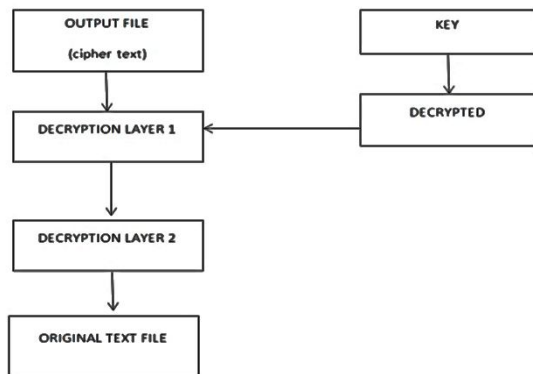 OUTPUT FILE
(cipher text)
KEY
DECRYPTED
DECRYPTION LAYER 1
DECRYPTION LAYER 2
ORIGINAL TEXT FILE